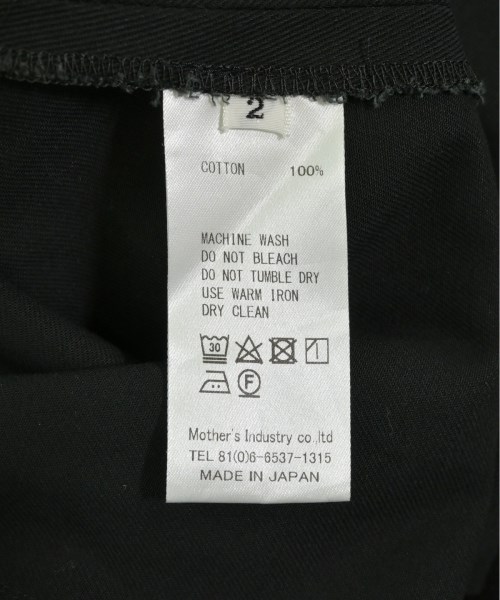 2
COTTON 100%
MACHINE WASH
DO NOT BLEACH
DO NOT TUMBLE DRY
USE WARM IRON
DRY CLEAN
30
F
Mother's Industry co.ltd
TEL 81(0)6-6537-1315
MADE IN JAPAN